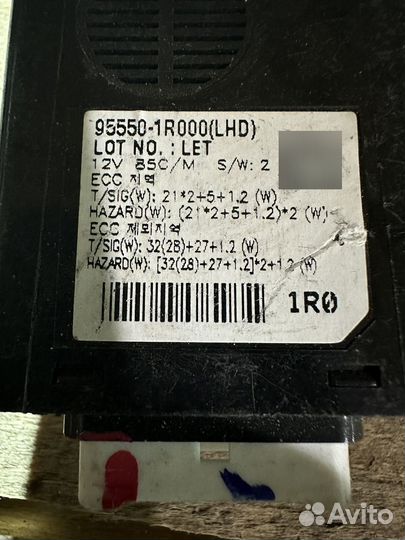 95550-1R000(LHD)
LOT NO. : LET
12V 85C/M S/W: 2
ECC 지역
T/SIG(W): 21*2+5+1.2 (W)
HAZARD(W): (21*2+5+1.2)*2 (W)
ECC 제외지역
T/SIG(W): 32(28)+27+1.2 (W)
HAZARD(W): [32(28)+27+1.2]*2+1.2 (W)
1R0
Avito